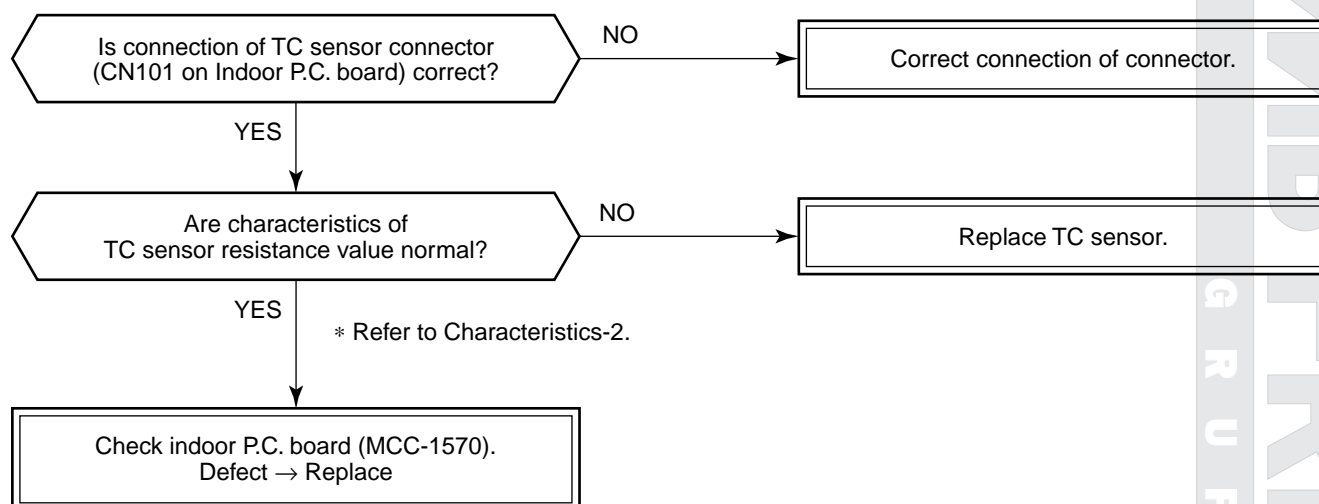 Is connection of TC sensor connector
(CN101 on Indoor P.C. board) correct?
NO
Correct connection of connector.
YES
Are characteristics of
TC sensor resistance value normal?
NO
Replace TC sensor.
YES
* Refer to Characteristics-2.
Check indoor P.C. board (MCC-1570).
Defect → Replace